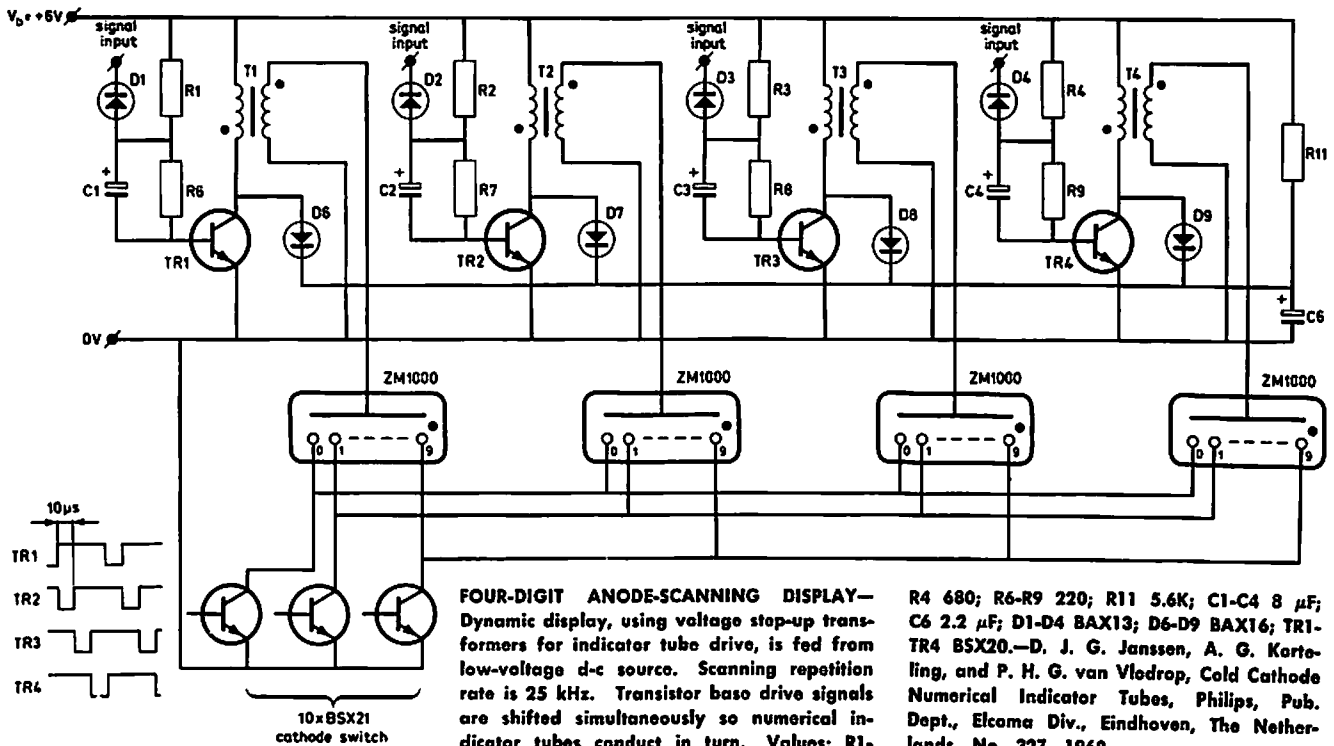 Vb = +6V
signal input
signal input
signal input
signal input
D1
R1
T1
D2
R2
T2
D3
R3
T3
D4
R4
T4
R11
C1
R6
D6
C2
R7
D7
C3
R8
D8
C4
R9
D9
TR1
TR2
TR3
TR4
C6
0V
ZM1000
ZM1000
ZM1000
ZM1000
0 1 9
0 1 9
0 1 9
0 1 9
10µs
TR1
TR2
TR3
TR4
10xBSX21
cathode switch
FOUR-DIGIT ANODE-SCANNING DISPLAY—
Dynamic display, using voltage step-up trans-
formers for indicator tube drive, is fed from
low-voltage d-c source. Scanning repetition
rate is 25 kHz. Transistor base drive signals
are shifted simultaneously so numerical in-
dicator tubes conduct in turn. Values: R1-
R4 680; R6-R9 220; R11 5.6K; C1-C4 8 µF;
C6 2.2 µF; D1-D4 BAX13; D6-D9 BAX16; TR1-
TR4 BSX20.—D. J. G. Janssen, A. G. Korte-
ling, and P. H. G. van Vlodrop, Cold Cathode
Numerical Indicator Tubes, Philips, Pub.
Dept., Elcoma Div., Eindhoven, The Nether-
lands, No.